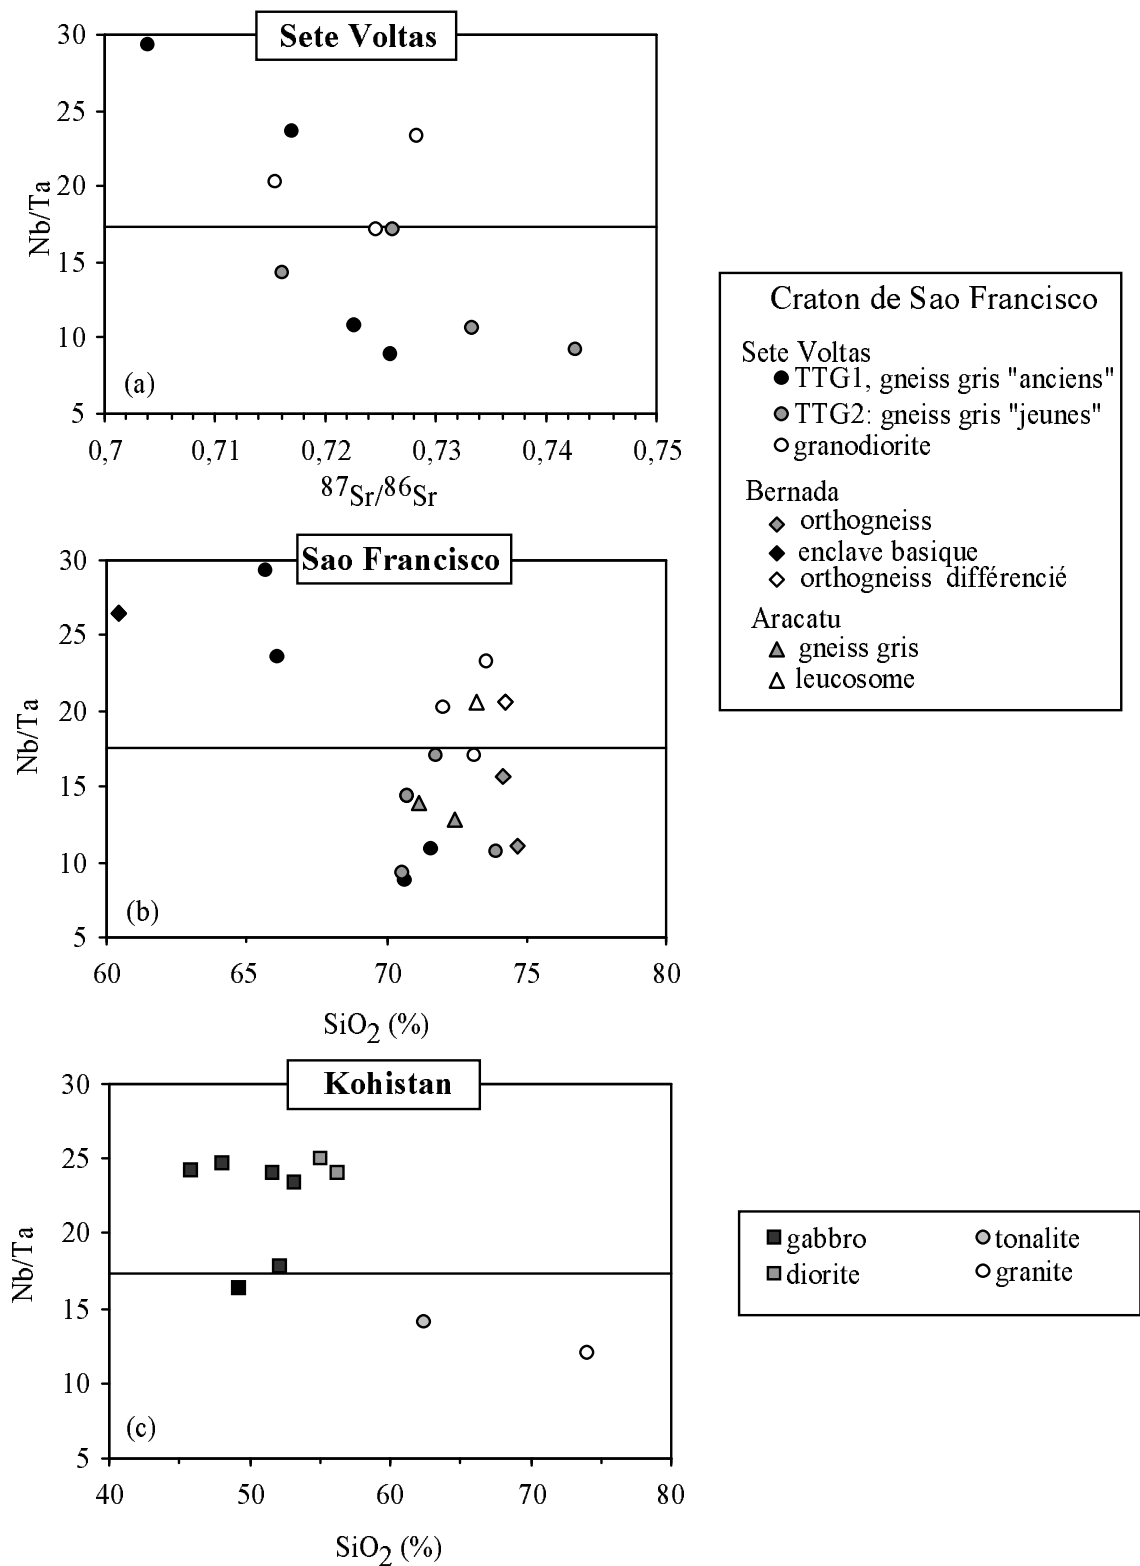 Sete Voltas
30
25
20
15
10
5
Nb/Ta
(a)
0,7 0,71 0,72 0,73 0,74 0,75
87Sr/86Sr
Sao Francisco
30
25
20
15
10
5
Nb/Ta
(b)
60 65 70 75 80
SiO2 (%)
Kohistan
30
25
20
15
10
5
Nb/Ta
(c)
40 50 60 70 80
SiO2 (%)
Craton de Sao Francisco
Sete Voltas
TTG1, gneiss gris "anciens"
TTG2: gneiss gris "jeunes"
granodiorite
Bernada
orthogneiss
enclave basique
orthogneiss différencié
Aracatu
gneiss gris
leucosome
gabbro tonalite
diorite granite